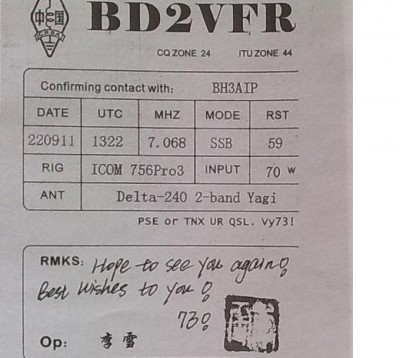 中国
CRSA
BD2VFR
CQ ZONE 24 ITU ZONE 44
Confirming contact with: BH3AIP
DATE UTC MHZ MODE RST
220911 1322 7.068 SSB 59
RIG ICOM 756Pro3 INPUT 70 W
ANT Delta-240 2-band Yagi
PSE or TNX UR QSL. Vy73!
RMKS: Hope to see you again!
Best wishes to you!
73!
Op: 李雪